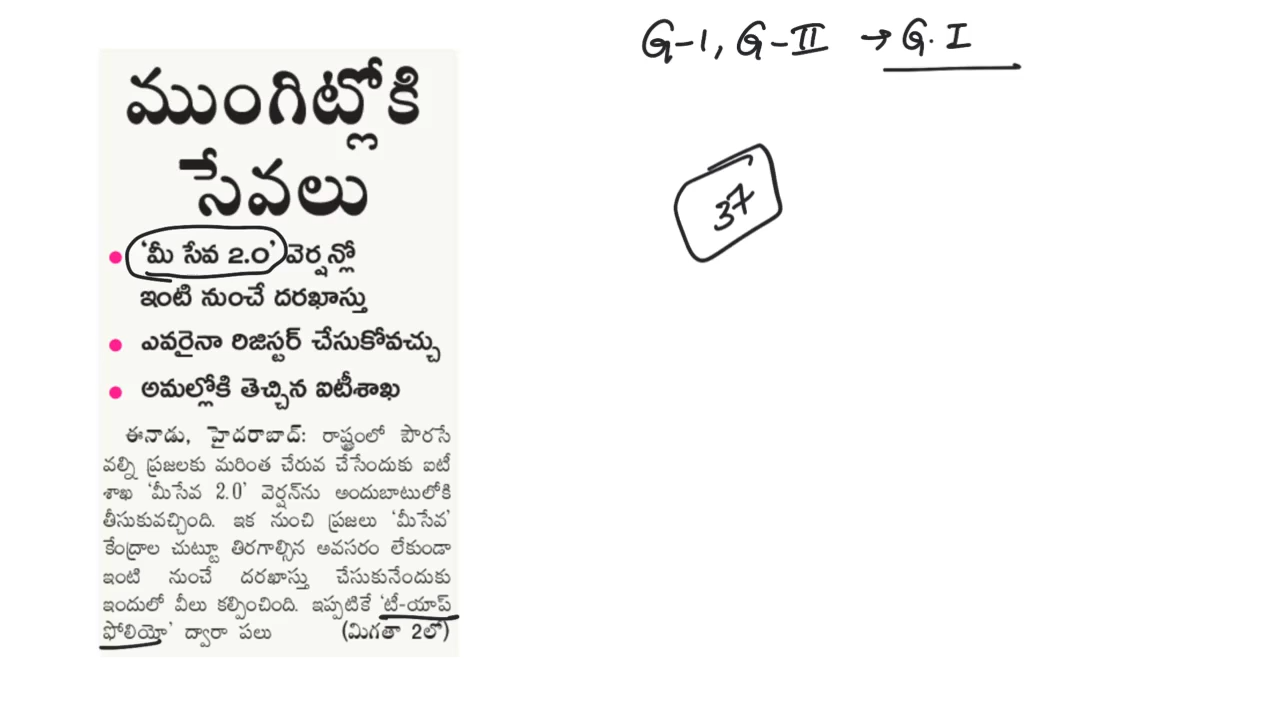 ముంగిట్లోకి
సేవలు
• ‘మీ సేవ 2.0’ వెర్షన్లో
ఇంటి నుంచే దరఖాస్తు
• ఎవరైనా రిజిస్టర్ చేసుకోవచ్చు
• అమల్లోకి తెచ్చిన ఐటీశాఖ
ఈనాడు, హైదరాబాద్: రాష్ట్రంలో పౌరసే
వల్ని ప్రజలకు మరింత చేరువ చేసేందుకు ఐటీ
శాఖ ‘మీసేవ 2.0’ వెర్షన్‌ను అందుబాటులోకి
తీసుకువచ్చింది. ఇక నుంచి ప్రజలు ‘మీసేవ’
కేంద్రాల చుట్టూ తిరగాల్సిన అవసరం లేకుండా
ఇంటి నుంచే దరఖాస్తు చేసుకునేందుకు
ఇందులో వీలు కల్పించింది. ఇప్పటికే ‘టీ-యాప్
ఫోలియో’ ద్వారా పలు (మిగతా 2లో)
G-1, G-II → G. I
37